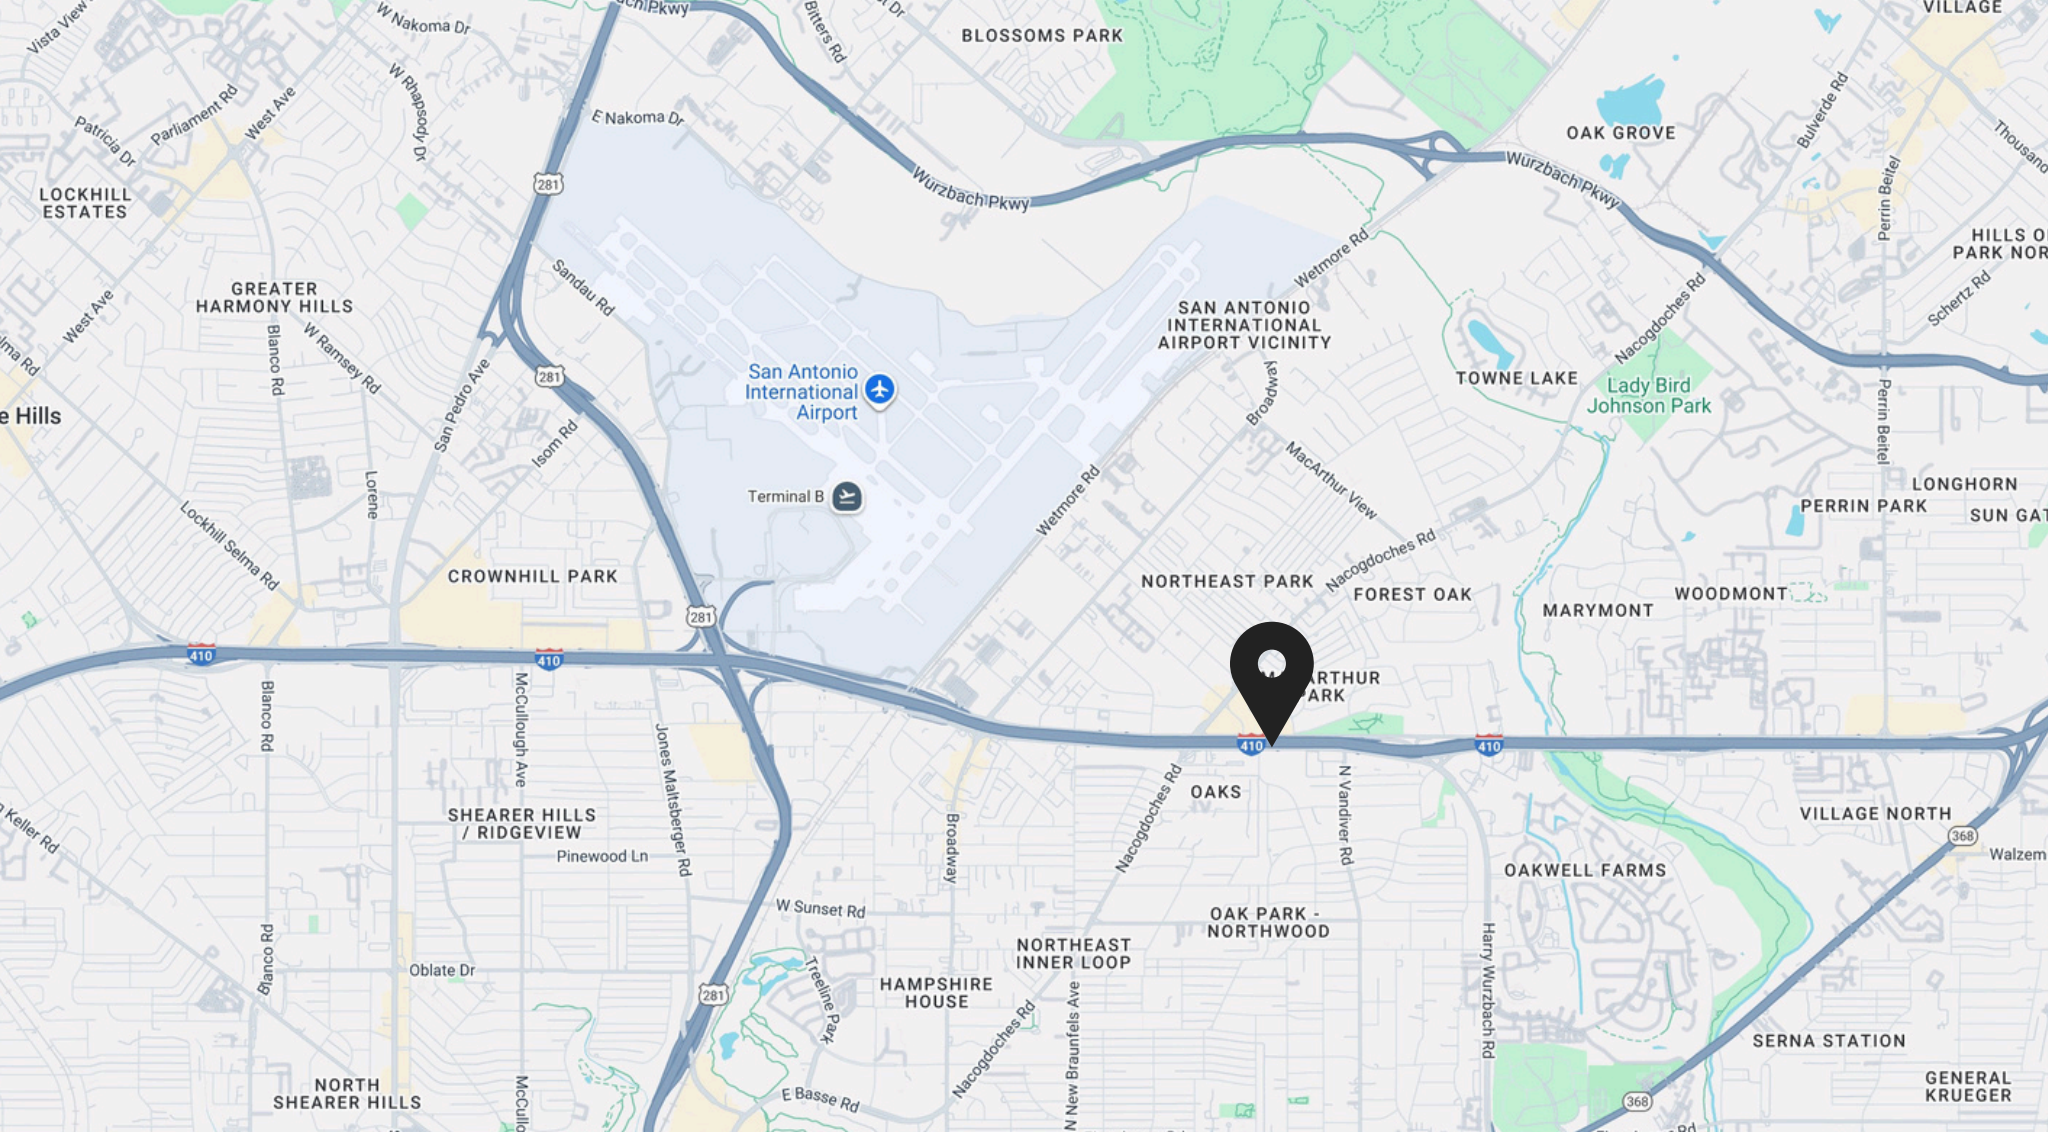 Vista View
W Nakoma Dr
ach Pkwy
Bitters Rd
Dr
BLOSSOMS PARK
VILLAGE
Parliament Rd
West Ave
W Rhapsody Dr
Patricia Dr
E Nakoma Dr
Bulverde Rd
OAK GROVE
Thousand
281
LOCKHILL
ESTATES
Wurzbach Pkwy
Wurzbach Pkwy
Perrin Beitel
HILLS O
PARK NOR
Wetmore Rd
Sandau Rd
GREATER
HARMONY HILLS
West Ave
SAN ANTONIO
INTERNATIONAL
AIRPORT VICINITY
Nacogdoches Rd
Schertz Rd
lma Rd
Blanco Rd
W Ramsey Rd
281
San Pedro Ave
San Antonio
International
Airport
Broadway
TOWNE LAKE
Lady Bird
Johnson Park
Perrin Beitel
e Hills
Isom Rd
MacArthur View
Lorene
Terminal B
Wetmore Rd
LONGHORN
PERRIN PARK
SUN GAT
Lockhill Selma Rd
CROWNHILL PARK
NORTHEAST PARK
Nacogdoches Rd
FOREST OAK
WOODMONT
MARYMONT
281
410
410
M ARTHUR
PARK
Blanco Rd
McCullough Ave
Jones Maltsberger Rd
410
410
OAKS
Nacogdoches Rd
N Vandiver Rd
SHEARER HILLS
/ RIDGEVIEW
VILLAGE NORTH
n Keller Rd
Pinewood Ln
Broadway
368
Walzem
OAKWELL FARMS
W Sunset Rd
OAK PARK -
NORTHWOOD
Blanco Rd
Oblate Dr
NORTHEAST
INNER LOOP
Harry Wurzbach Rd
281
Treeline Park
HAMPSHIRE
HOUSE
Nacogdoches Rd
N New Braunfels Ave
SERNA STATION
NORTH
SHEARER HILLS
McCullo
E Basse Rd
368
GENERAL
KRUEGER
Rd